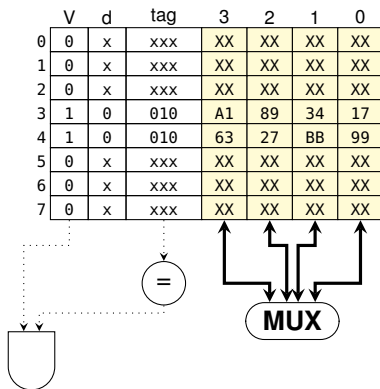 V d tag 3 2 1 0
0 0 x xxx XX XX XX XX
1 0 x xxx XX XX XX XX
2 0 x xxx XX XX XX XX
3 1 0 010 A1 89 34 17
4 1 0 010 63 27 BB 99
5 0 x xxx XX XX XX XX
6 0 x xxx XX XX XX XX
7 0 x xxx XX XX XX XX
=
MUX